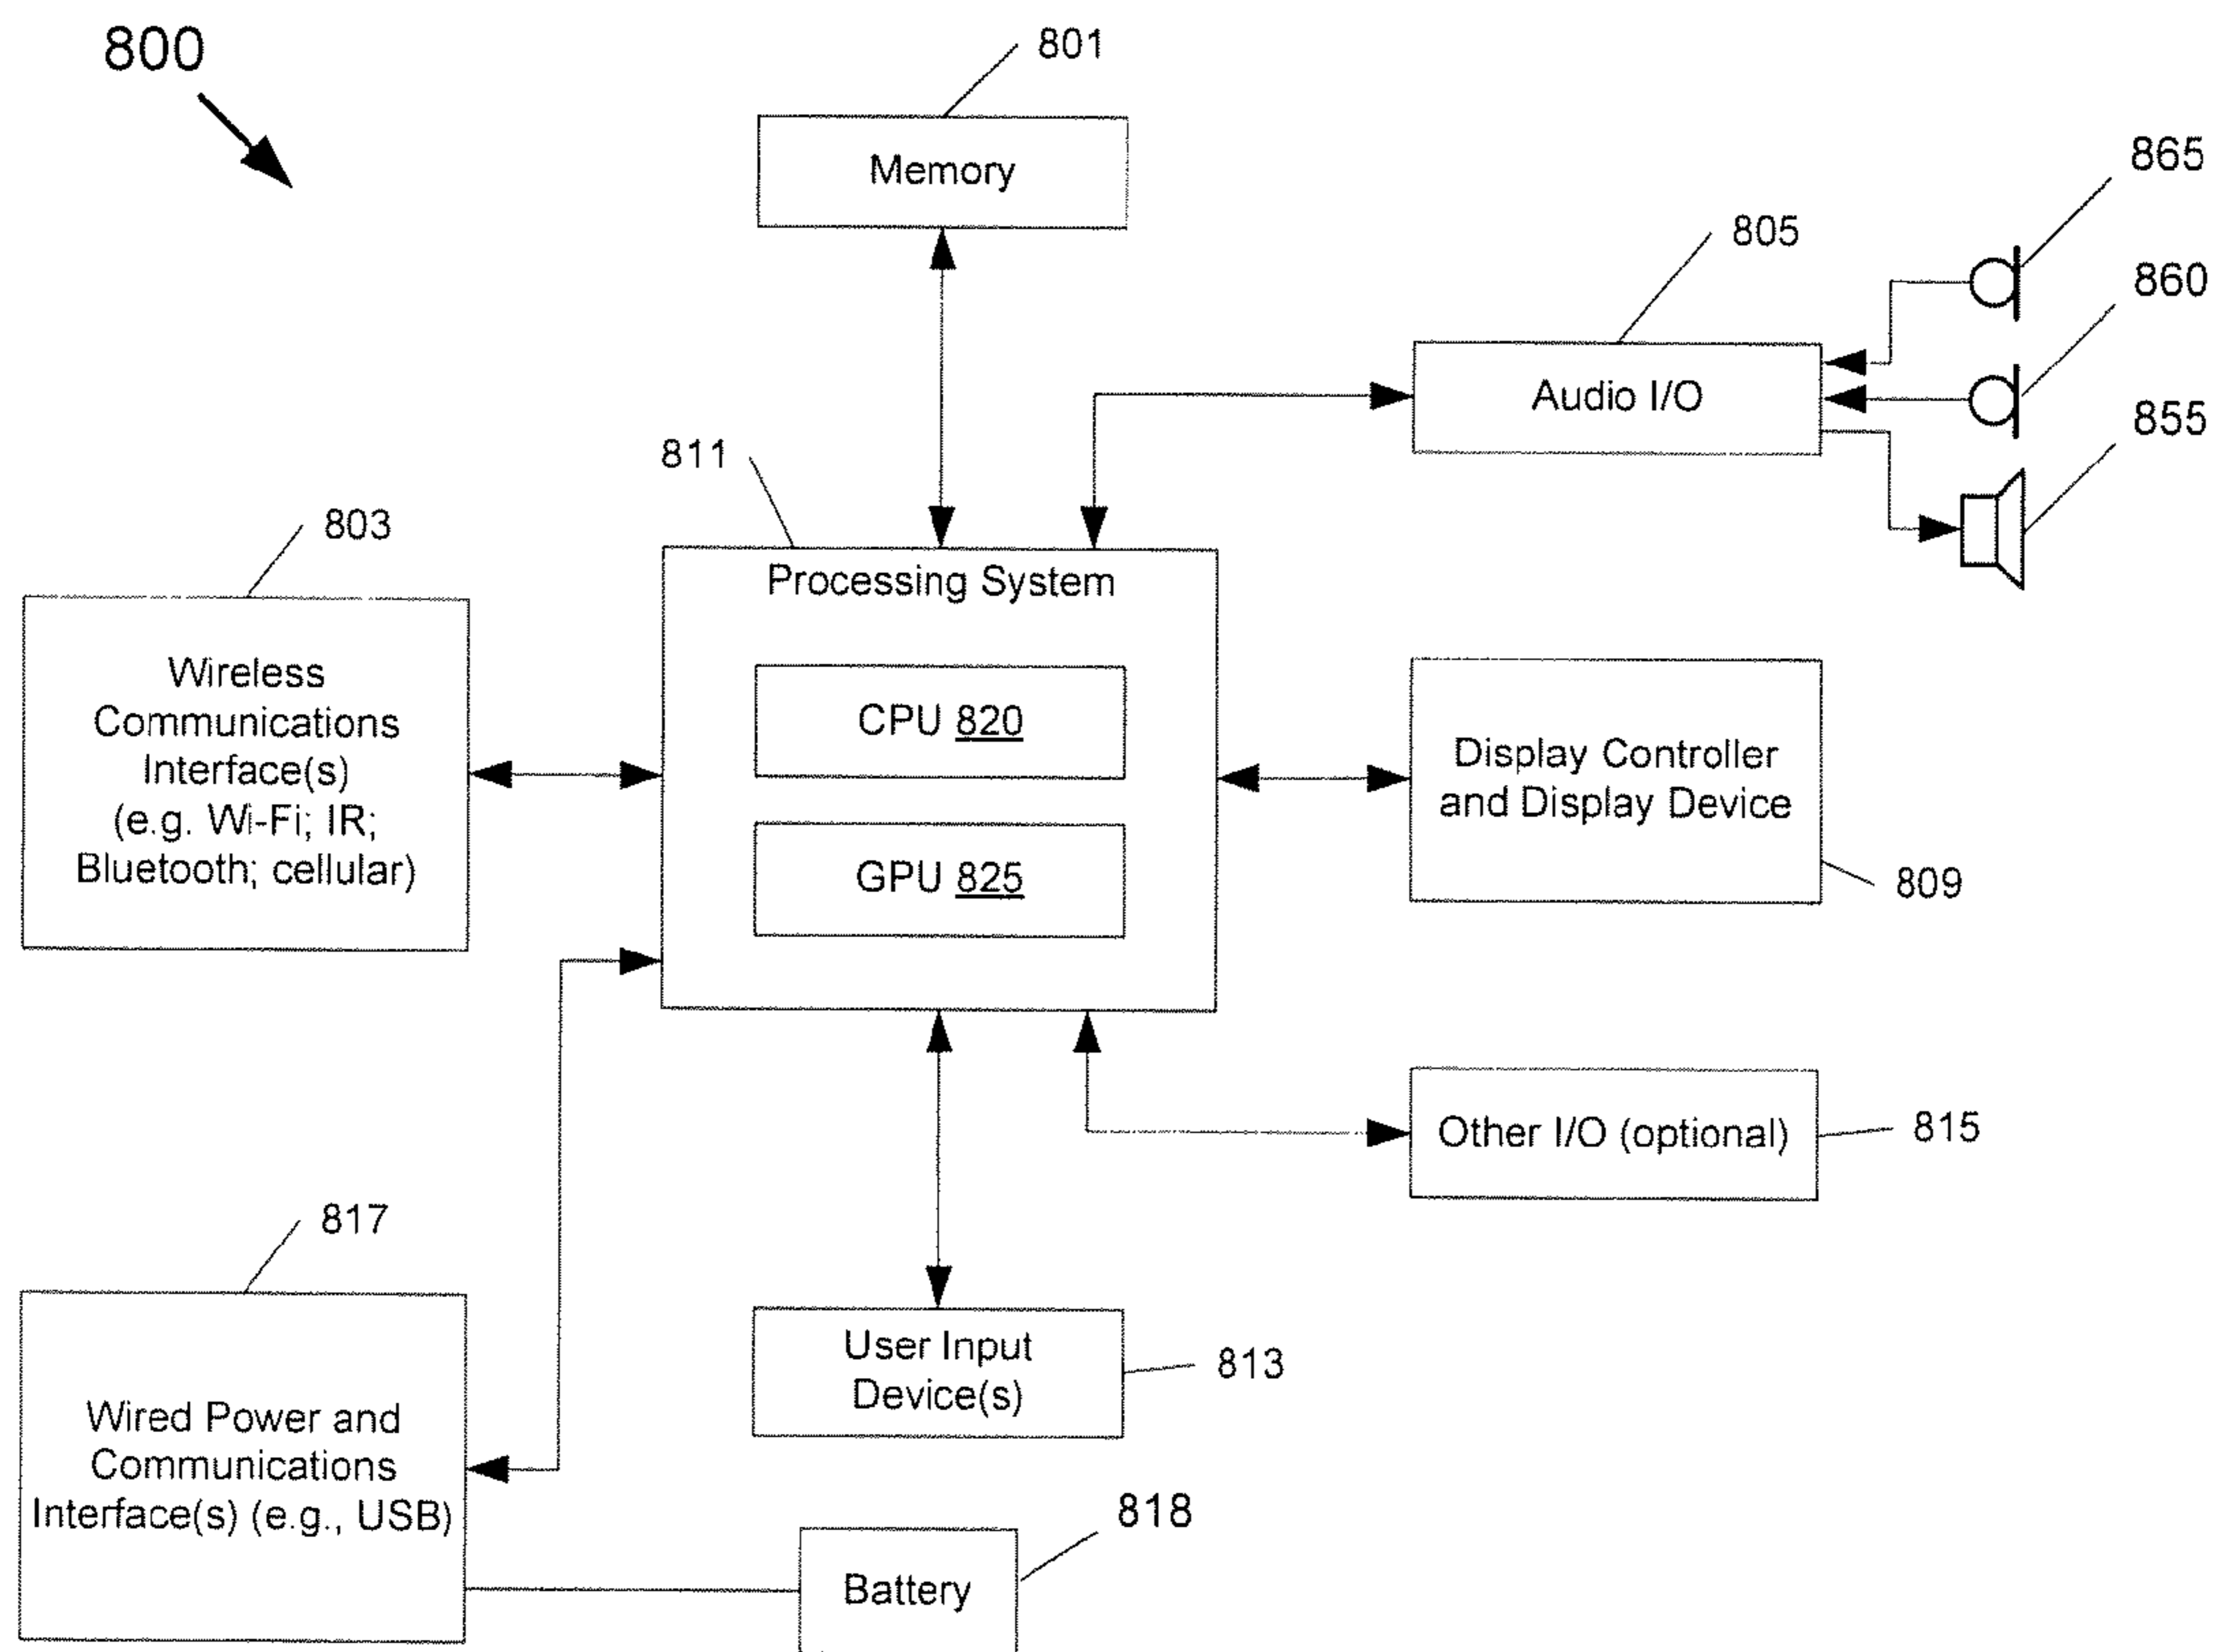 800
801
Memory
865
805
860
Audio I/O
855
811
803
Processing System
Wireless
Communications
Interface(s)
(e.g. Wi-Fi; IR;
Bluetooth; cellular)
CPU 820
GPU 825
Display Controller
and Display Device
809
Other I/O (optional)
815
817
User Input
Device(s)
813
Wired Power and
Communications
Interface(s) (e.g., USB)
818
Battery